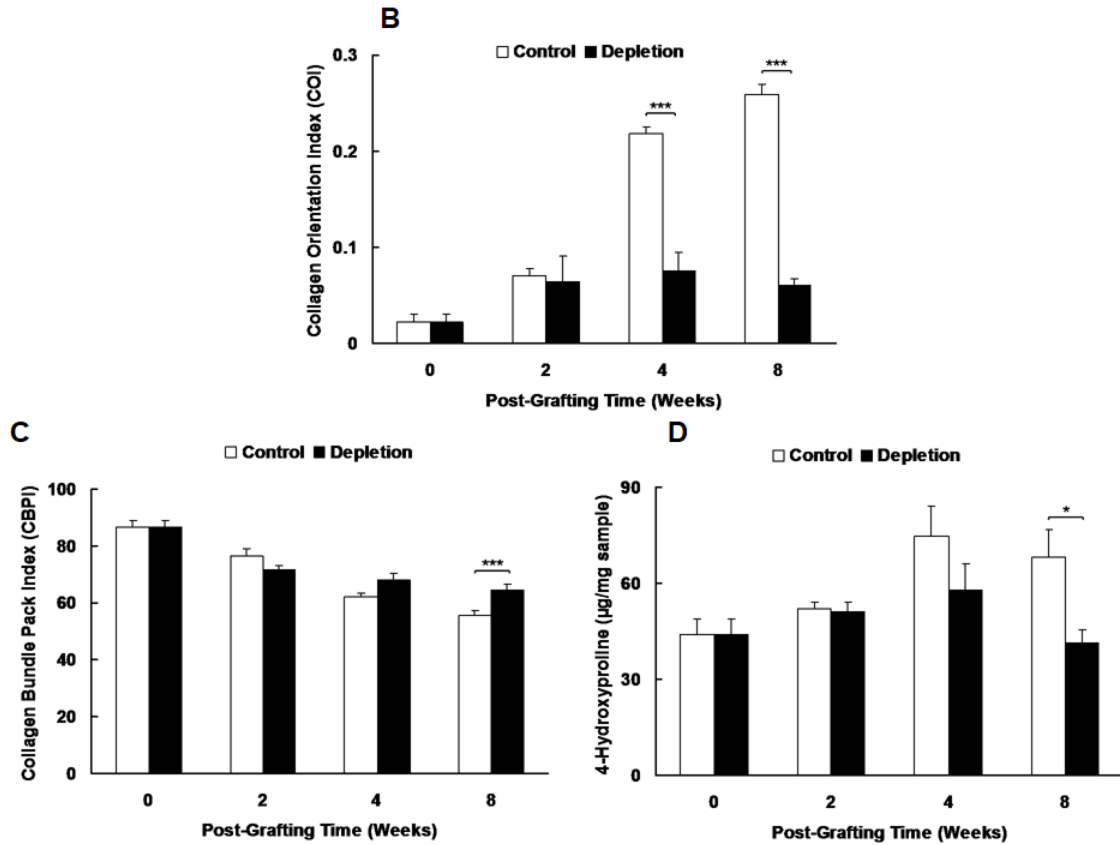 B
Control Depletion
0.3
0.2
0.1
0
Collagen Orientation Index (COI)
***
***
0 2 4 8
Post-Grafting Time (Weeks)
C
Control Depletion
100
80
60
40
20
0
Collagen Bundle Pack Index (CBPI)
***
0 2 4 8
Post-Grafting Time (Weeks)
D
Control Depletion
90
60
30
0
4-Hydroxyproline (µg/mg sample)
*
0 2 4 8
Post-Grafting Time (Weeks)